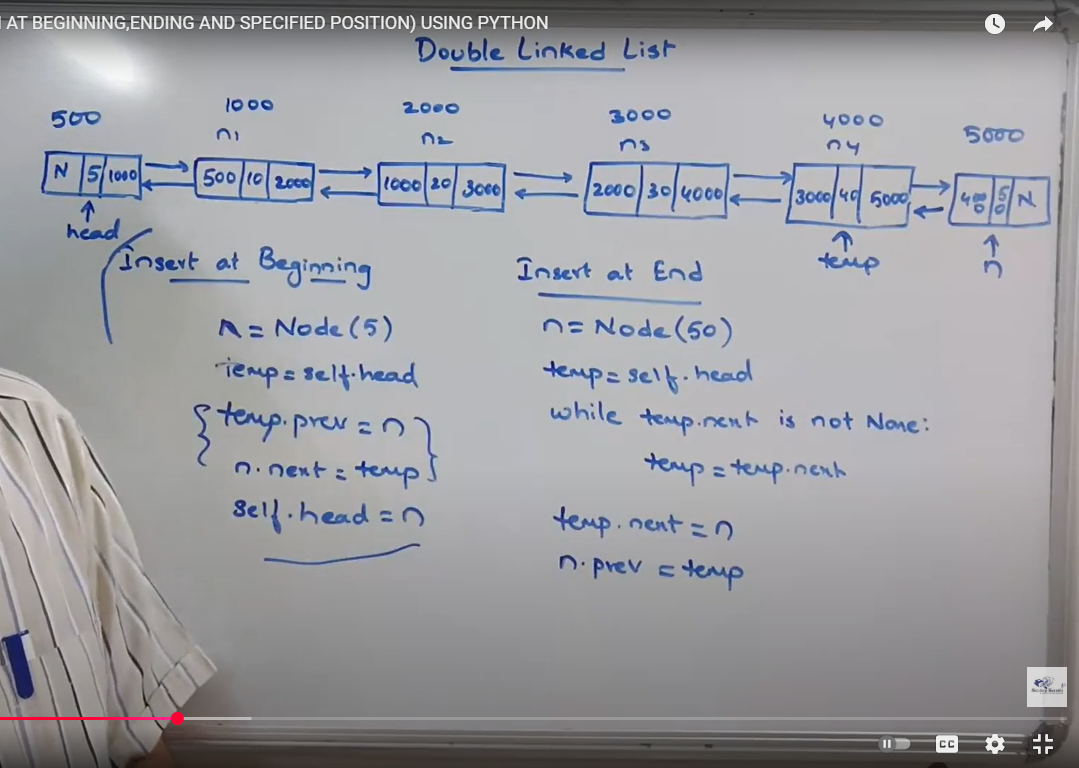 AT BEGINNING,ENDING AND SPECIFIED POSITION) USING PYTHON
Double Linked List
500 1000 2000 3000 4000 5000
n1 n2 n3 n4
N 5 1000 500 10 2000 1000 20 3000 2000 30 4000 3000 40 5000 4000 50 N
head temp n
Insert at Beginning
n = Node(5)
Temp = self.head
temp.prev = n
n.next = temp
self.head = n
Insert at End
n = Node(50)
temp = self.head
while temp.next is not None:
temp = temp.next
temp.next = n
n.prev = temp
CC